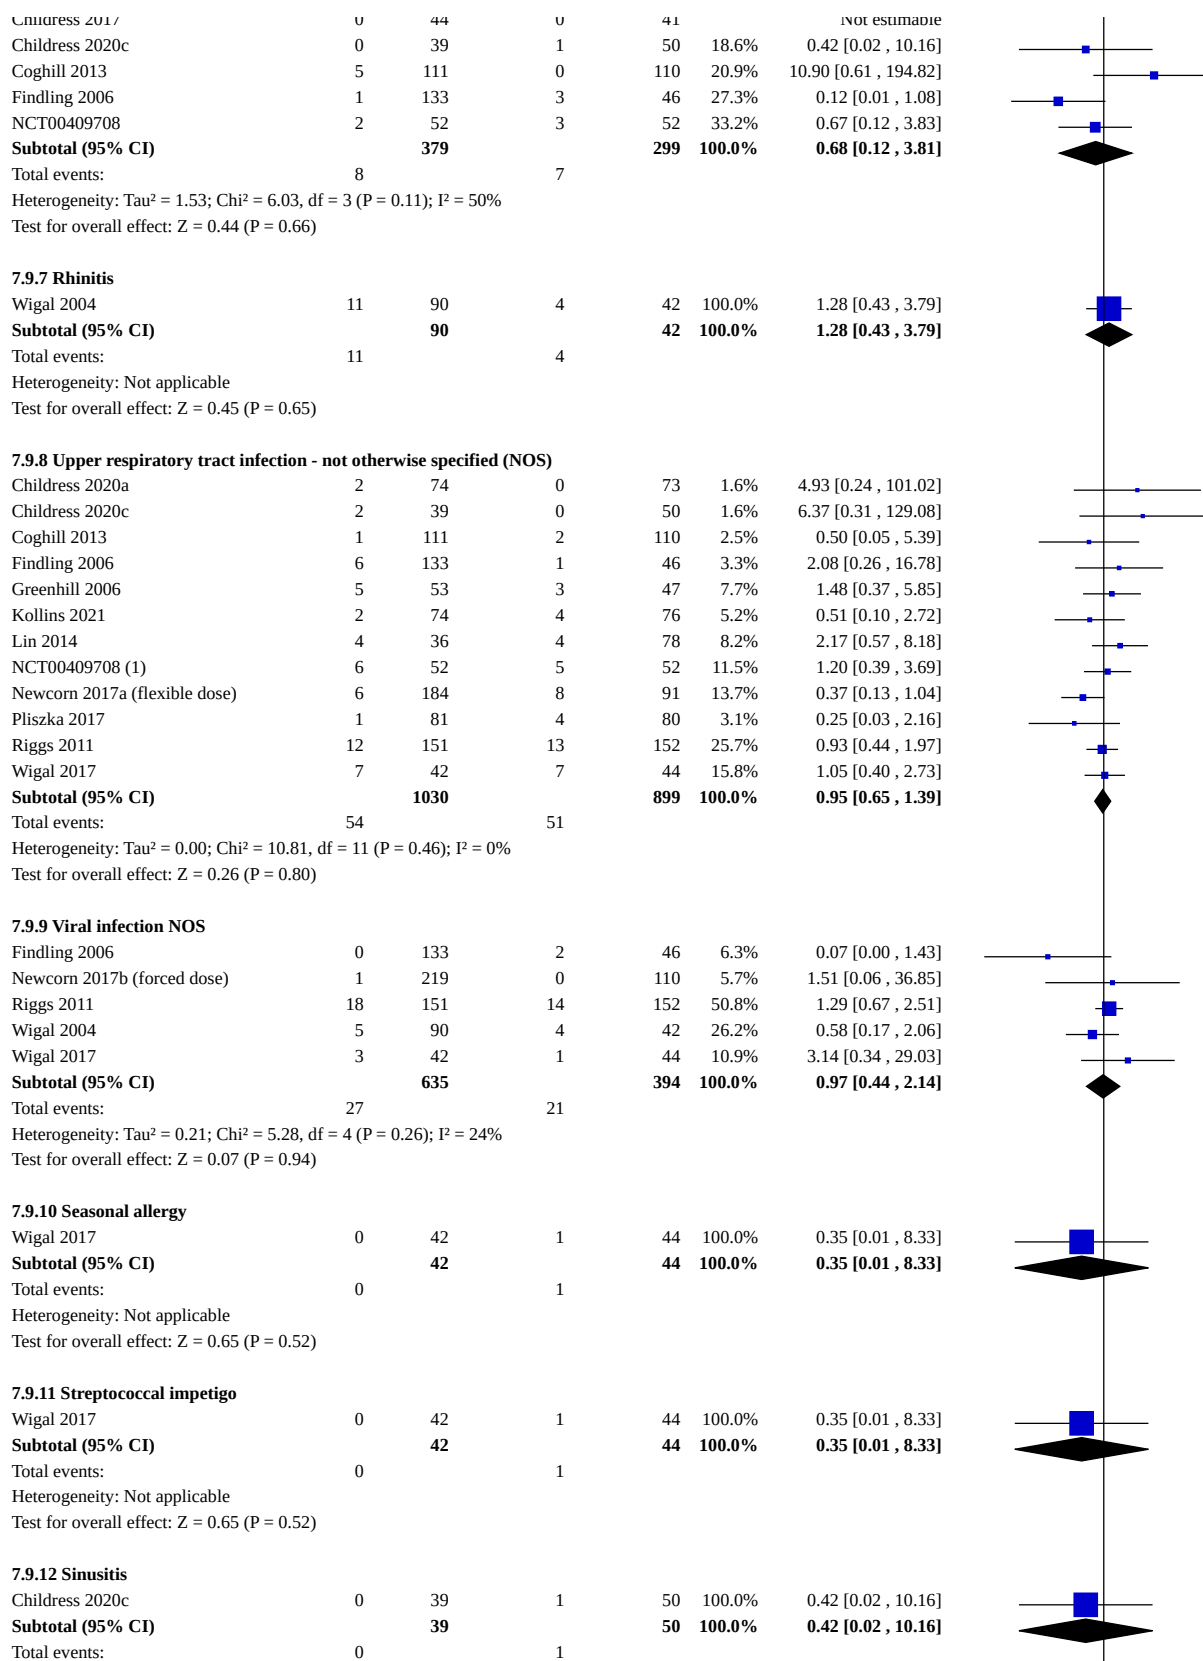 Childress 2017 0 44 0 41 Not estimable
Childress 2020c 0 39 1 50 18.6% 0.42 [0.02 , 10.16]
Coghill 2013 5 111 0 110 20.9% 10.90 [0.61 , 194.82]
Findling 2006 1 133 3 46 27.3% 0.12 [0.01 , 1.08]
NCT00409708 2 52 3 52 33.2% 0.67 [0.12 , 3.83]
Subtotal (95% CI) 379 299 100.0% 0.68 [0.12 , 3.81]
Total events: 8 7
Heterogeneity: Tau² = 1.53; Chi² = 6.03, df = 3 (P = 0.11); I² = 50%
Test for overall effect: Z = 0.44 (P = 0.66)
7.9.7 Rhinitis
Wigal 2004 11 90 4 42 100.0% 1.28 [0.43 , 3.79]
Subtotal (95% CI) 90 42 100.0% 1.28 [0.43 , 3.79]
Total events: 11 4
Heterogeneity: Not applicable
Test for overall effect: Z = 0.45 (P = 0.65)
7.9.8 Upper respiratory tract infection - not otherwise specified (NOS)
Childress 2020a 2 74 0 73 1.6% 4.93 [0.24 , 101.02]
Childress 2020c 2 39 0 50 1.6% 6.37 [0.31 , 129.08]
Coghill 2013 1 111 2 110 2.5% 0.50 [0.05 , 5.39]
Findling 2006 6 133 1 46 3.3% 2.08 [0.26 , 16.78]
Greenhill 2006 5 53 3 47 7.7% 1.48 [0.37 , 5.85]
Kollins 2021 2 74 4 76 5.2% 0.51 [0.10 , 2.72]
Lin 2014 4 36 4 78 8.2% 2.17 [0.57 , 8.18]
NCT00409708 (1) 6 52 5 52 11.5% 1.20 [0.39 , 3.69]
Newcorn 2017a (flexible dose) 6 184 8 91 13.7% 0.37 [0.13 , 1.04]
Pliszka 2017 1 81 4 80 3.1% 0.25 [0.03 , 2.16]
Riggs 2011 12 151 13 152 25.7% 0.93 [0.44 , 1.97]
Wigal 2017 7 42 7 44 15.8% 1.05 [0.40 , 2.73]
Subtotal (95% CI) 1030 899 100.0% 0.95 [0.65 , 1.39]
Total events: 54 51
Heterogeneity: Tau² = 0.00; Chi² = 10.81, df = 11 (P = 0.46); I² = 0%
Test for overall effect: Z = 0.26 (P = 0.80)
7.9.9 Viral infection NOS
Findling 2006 0 133 2 46 6.3% 0.07 [0.00 , 1.43]
Newcorn 2017b (forced dose) 1 219 0 110 5.7% 1.51 [0.06 , 36.85]
Riggs 2011 18 151 14 152 50.8% 1.29 [0.67 , 2.51]
Wigal 2004 5 90 4 42 26.2% 0.58 [0.17 , 2.06]
Wigal 2017 3 42 1 44 10.9% 3.14 [0.34 , 29.03]
Subtotal (95% CI) 635 394 100.0% 0.97 [0.44 , 2.14]
Total events: 27 21
Heterogeneity: Tau² = 0.21; Chi² = 5.28, df = 4 (P = 0.26); I² = 24%
Test for overall effect: Z = 0.07 (P = 0.94)
7.9.10 Seasonal allergy
Wigal 2017 0 42 1 44 100.0% 0.35 [0.01 , 8.33]
Subtotal (95% CI) 42 44 100.0% 0.35 [0.01 , 8.33]
Total events: 0 1
Heterogeneity: Not applicable
Test for overall effect: Z = 0.65 (P = 0.52)
7.9.11 Streptococcal impetigo
Wigal 2017 0 42 1 44 100.0% 0.35 [0.01 , 8.33]
Subtotal (95% CI) 42 44 100.0% 0.35 [0.01 , 8.33]
Total events: 0 1
Heterogeneity: Not applicable
Test for overall effect: Z = 0.65 (P = 0.52)
7.9.12 Sinusitis
Childress 2020c 0 39 1 50 100.0% 0.42 [0.02 , 10.16]
Subtotal (95% CI) 39 50 100.0% 0.42 [0.02 , 10.16]
Total events: 0 1